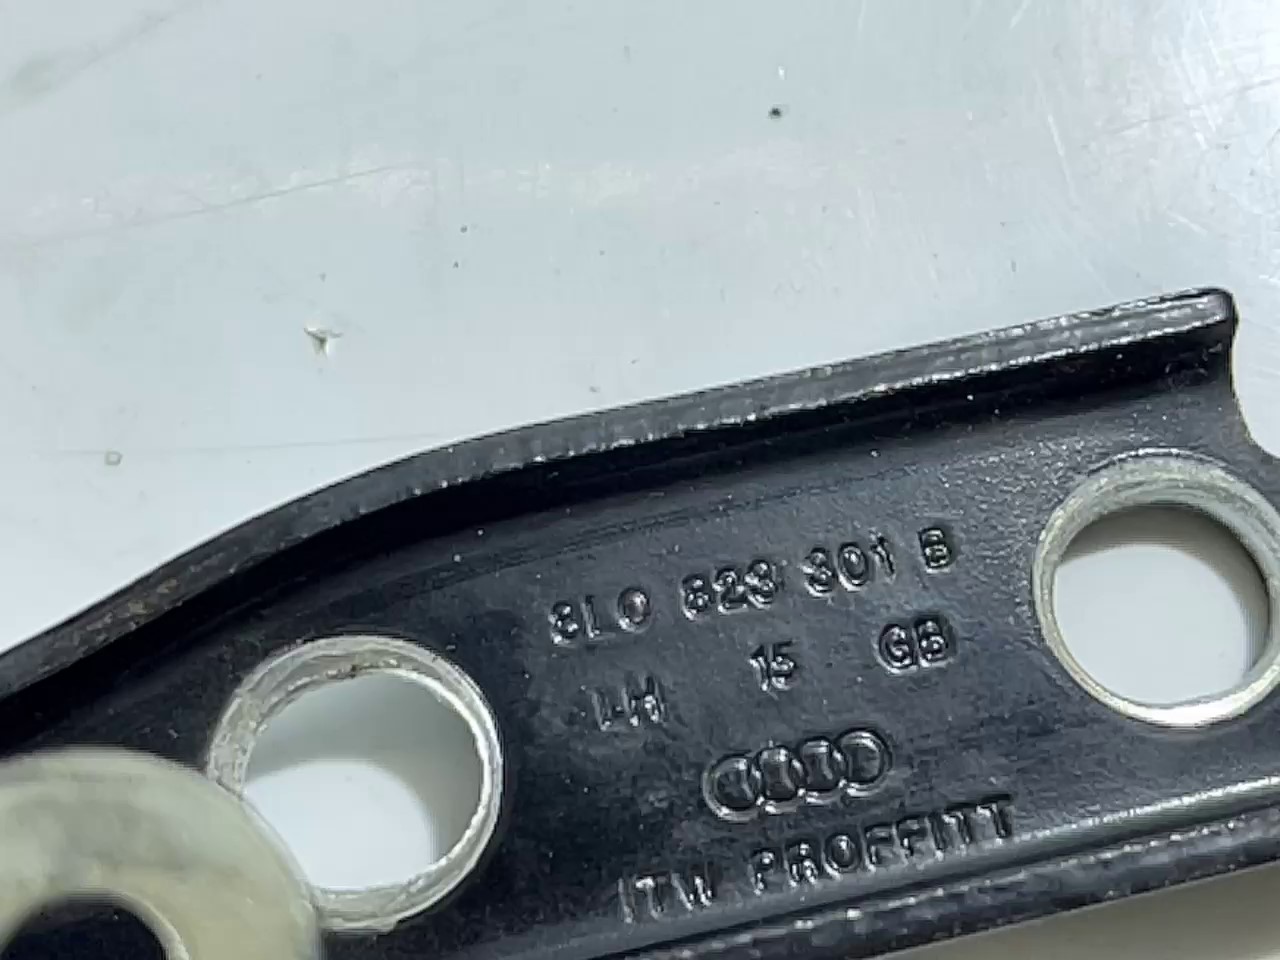 8L0 823 301 B
LH 15 GB
ITW PROFFITT